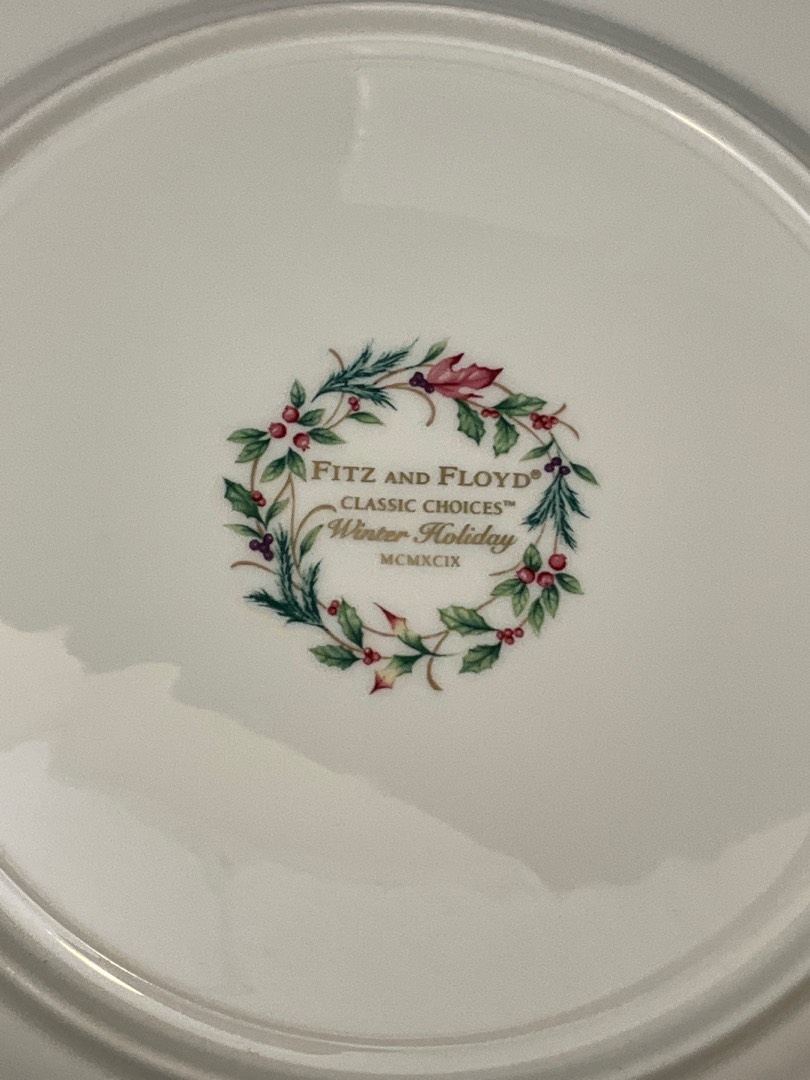 FITZ AND FLOYD®
CLASSIC CHOICES™
Winter Holiday
MCMXCIX